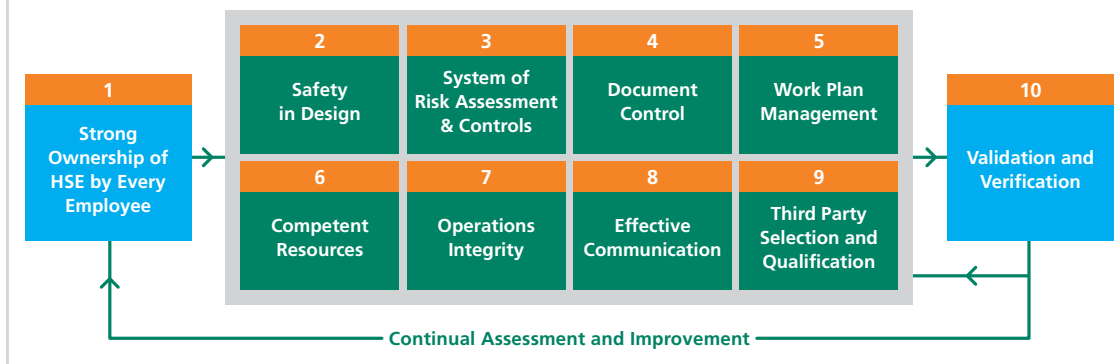 1
Strong
Ownership of
HSE by Every
Employee
2
Safety
in Design
3
System of
Risk Assessment
& Controls
4
Document
Control
5
Work Plan
Management
6
Competent
Resources
7
Operations
Integrity
8
Effective
Communication
9
Third Party
Selection and
Qualification
10
Validation and
Verification
Continual Assessment and Improvement